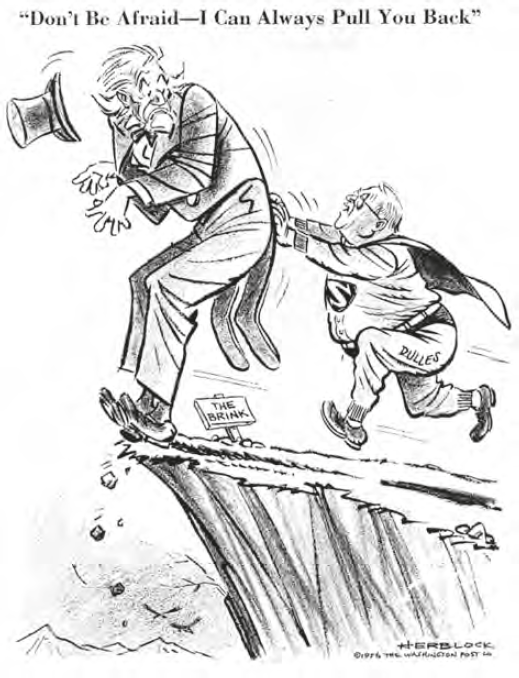 “Don't Be Afraid—I Can Always Pull You Back”
S
DULLES
THE
BRINK
HERBLOCK
©1956 THE WASHINGTON POST CO